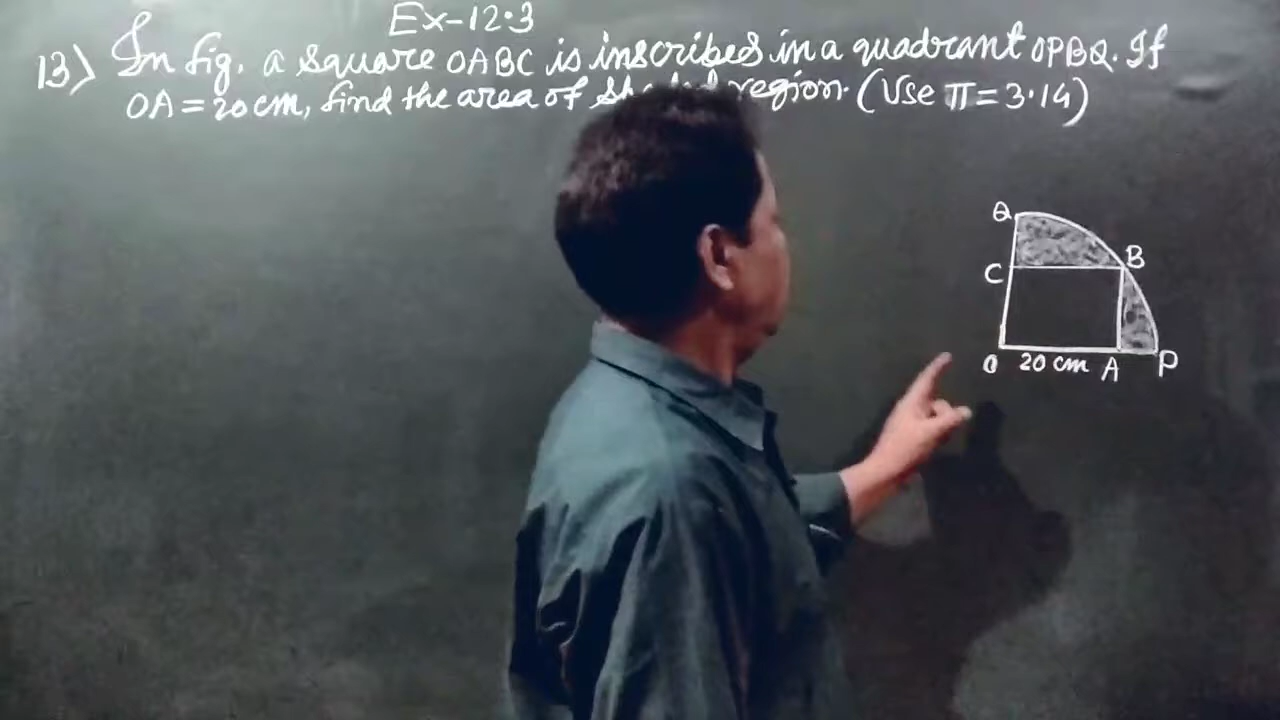 Ex-12.3
13) In fig. a square OABC is inscribed in a quadrant OPBQ. If
OA = 20 cm, find the area of region. (Use π = 3.14)
Q
B
C
O 20 cm A P